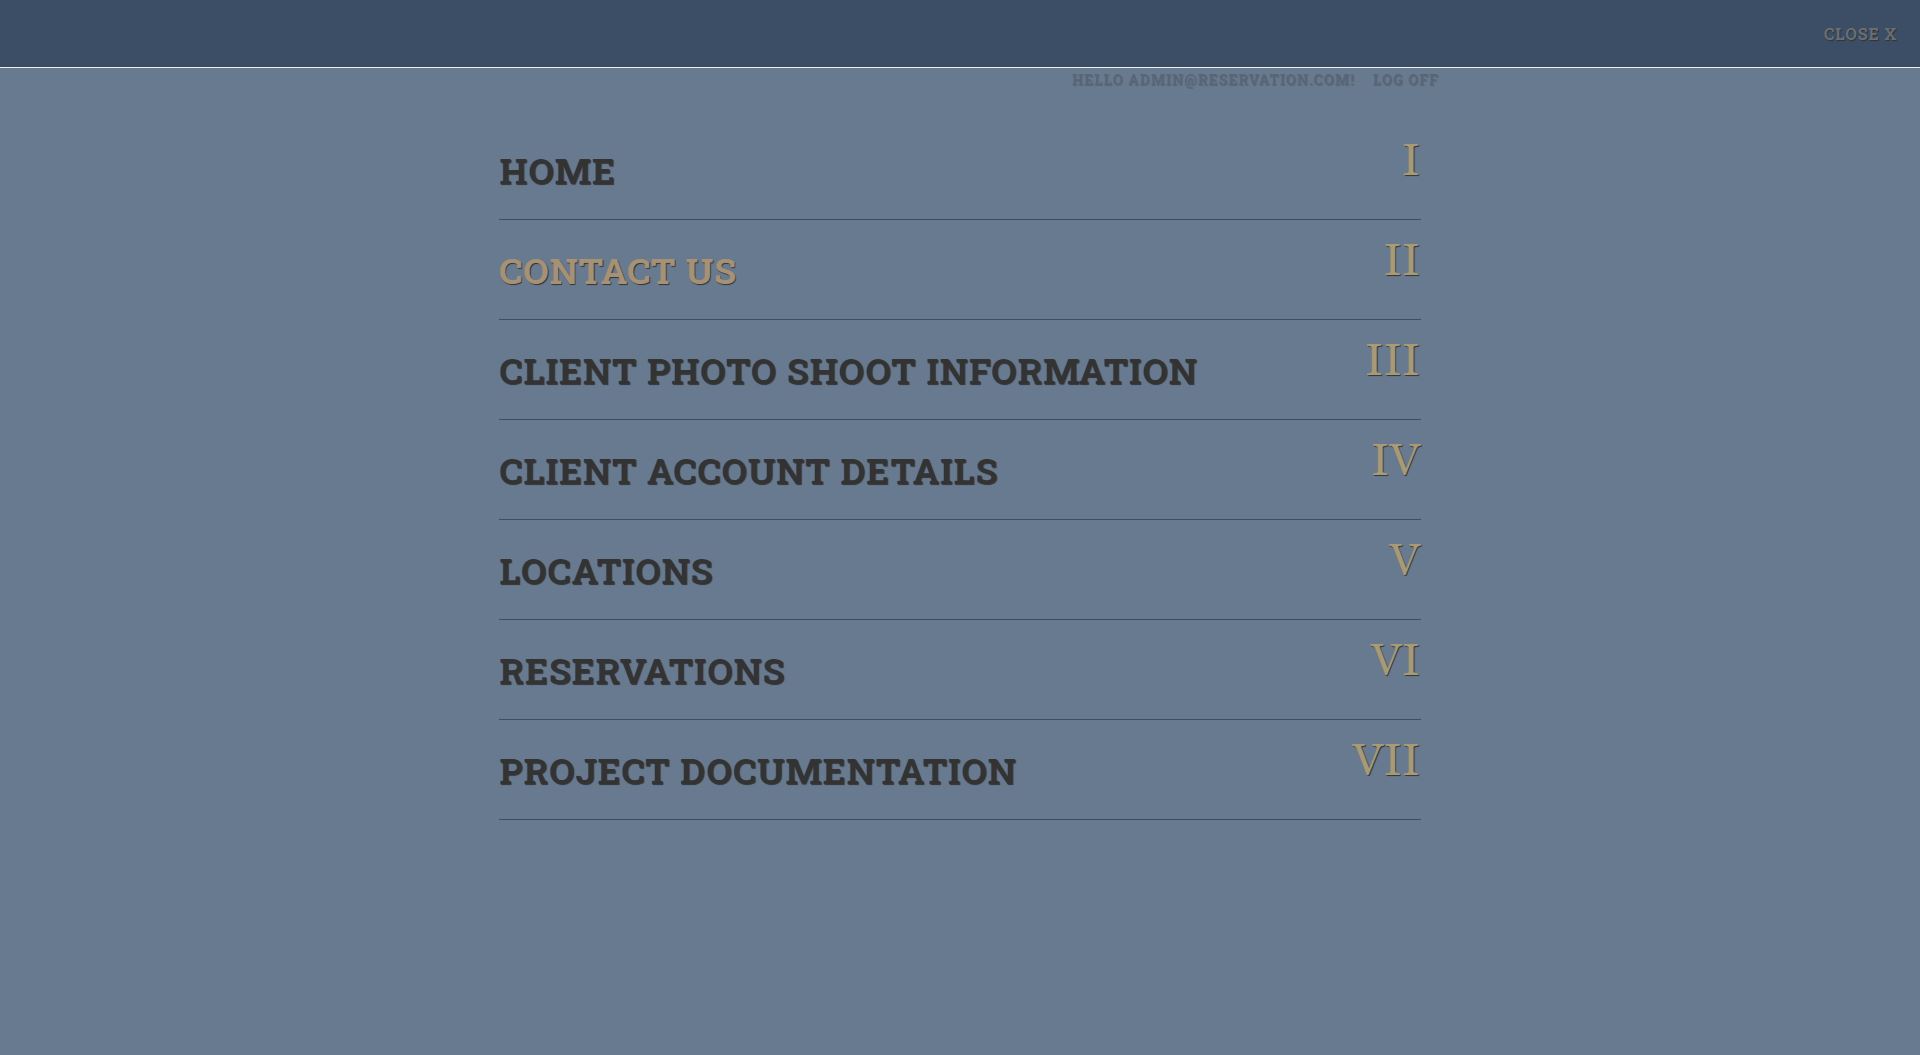 CLOSE X
HELLO ADMIN@RESERVATION.COM! LOG OFF
HOME I
CONTACT US II
CLIENT PHOTO SHOOT INFORMATION III
CLIENT ACCOUNT DETAILS IV
LOCATIONS V
RESERVATIONS VI
PROJECT DOCUMENTATION VII